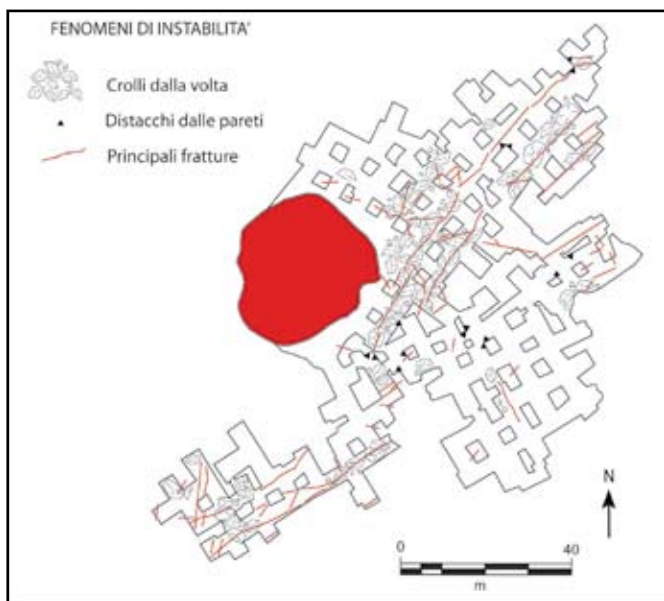 FENOMENI DI INSTABILITA'
Crolli dalla volta
Distacchi dalle pareti
Principali fratture
N
0 40
m